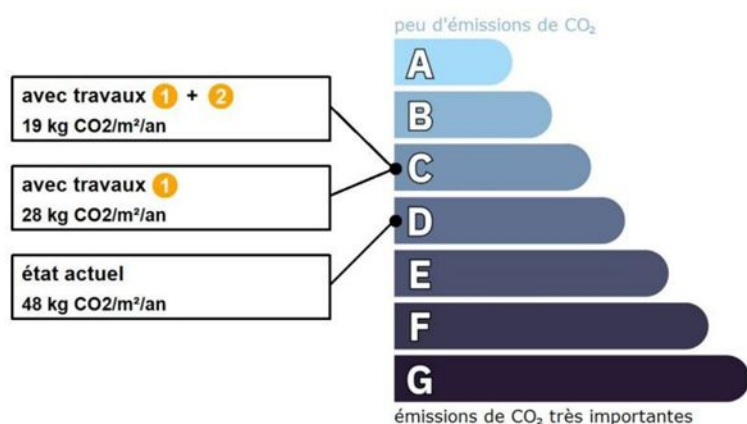 peu d'émissions de CO₂
A
avec travaux 1 + 2
19 kg CO2/m²/an
B
C
avec travaux 1
28 kg CO2/m²/an
D
état actuel
48 kg CO2/m²/an
E
F
G
émissions de CO₂ très importantes